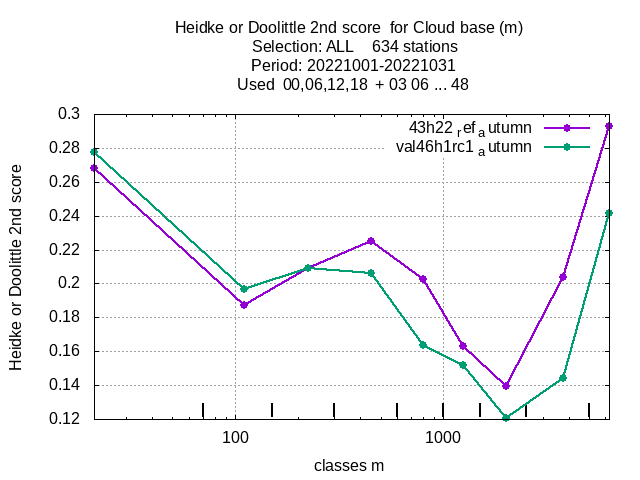 Heidke or Doolittle 2nd score for Cloud base (m)
Selection: ALL 634 stations
Period: 20221001-20221031
Used 00,06,12,18 + 03 06 ... 48
0.3
0.28
0.26
0.24
0.22
0.2
0.18
0.16
0.14
0.12
Heidke or Doolittle 2nd score
43h22 ref autumn
val46h1rc1 autumn
100
1000
classes m